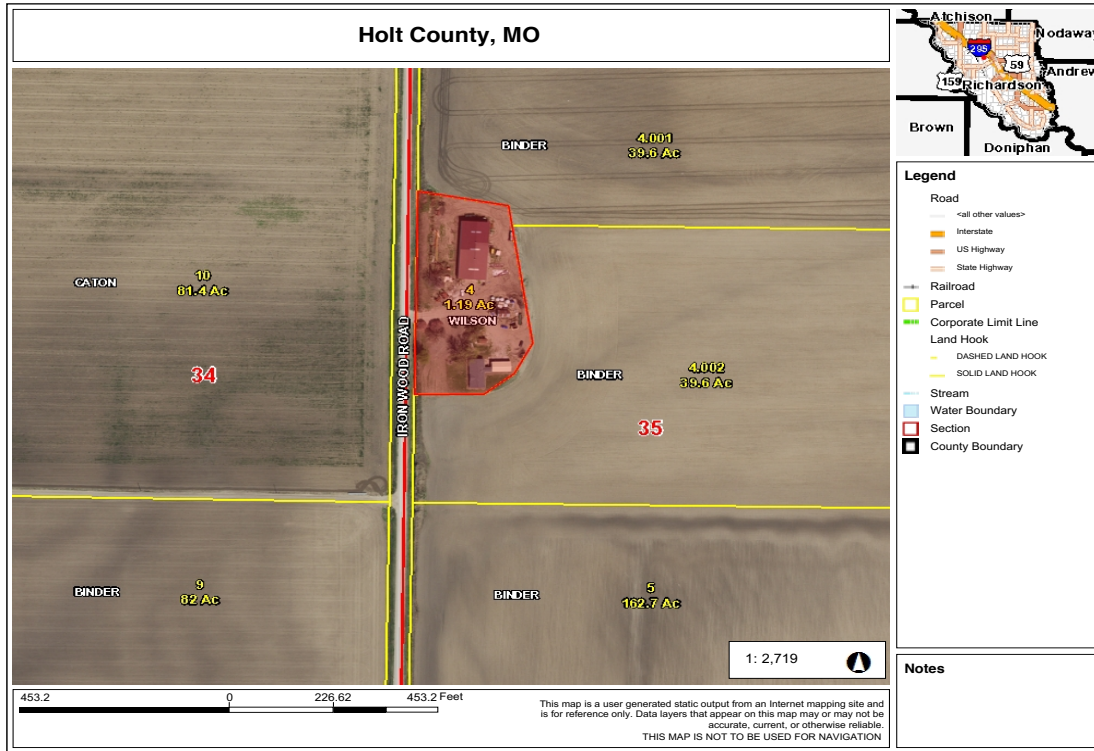 Holt County, MO
BINDER
4.001
39.6 Ac
CATON
10
81.4 Ac
34
4
1.19 Ac
WILSON
IRON WOOD ROAD
BINDER
4.002
39.6 Ac
35
BINDER
9
82 Ac
BINDER
5
162.7 Ac
1: 2,719
453.2
0
226.62
453.2 Feet
This map is a user generated static output from an Internet mapping site and
is for reference only. Data layers that appear on this map may or may not be
accurate, current, or otherwise reliable.
THIS MAP IS NOT TO BE USED FOR NAVIGATION
Atchison
Nodaway
59
Andrew
159
Richardson
Brown
Doniphan
Legend
Road
<all other values>
Interstate
US Highway
State Highway
Railroad
Parcel
Corporate Limit Line
Land Hook
DASHED LAND HOOK
SOLID LAND HOOK
Stream
Water Boundary
Section
County Boundary
Notes